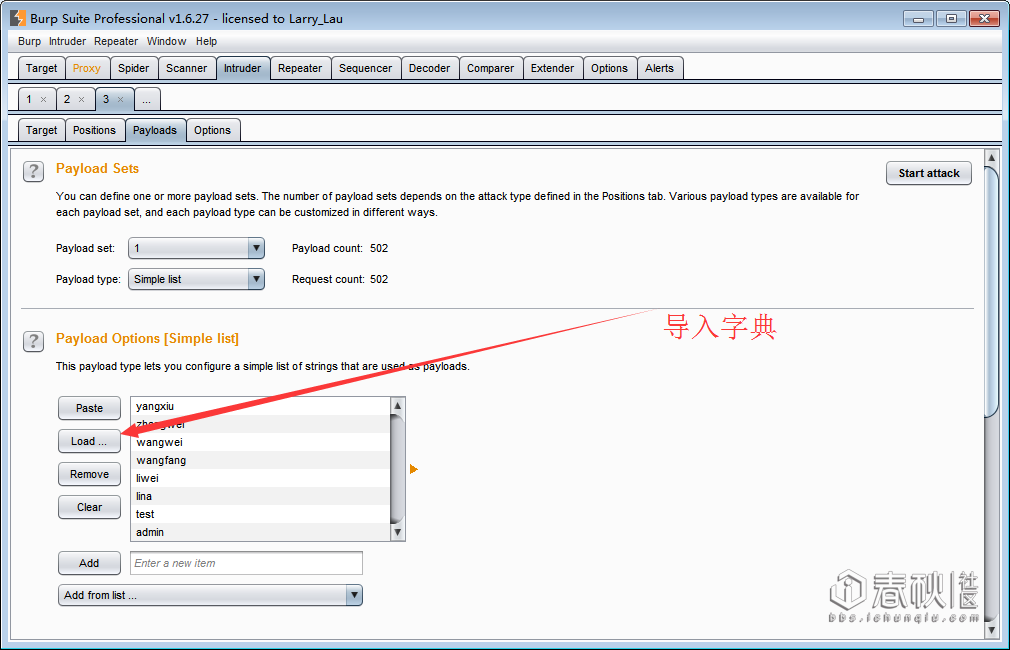 Burp Suite Professional v1.6.27 - licensed to Larry_Lau
Burp Intruder Repeater Window Help
Target Proxy Spider Scanner Intruder Repeater Sequencer Decoder Comparer Extender Options Alerts
1 × 2 × 3 × ...
Target Positions Payloads Options
? Payload Sets
Start attack
You can define one or more payload sets. The number of payload sets depends on the attack type defined in the Positions tab. Various payload types are available for
each payload set, and each payload type can be customized in different ways.
Payload set: 1 Payload count: 502
Payload type: Simple list Request count: 502
导入字典
? Payload Options [Simple list]
This payload type lets you configure a simple list of strings that are used as payloads.
Paste
Load ...
Remove
Clear
yangxiu
zhangwei
wangwei
wangfang
liwei
lina
test
admin
Add Enter a new item
Add from list ...
春秋 社区
bbs.ichunqiu.com